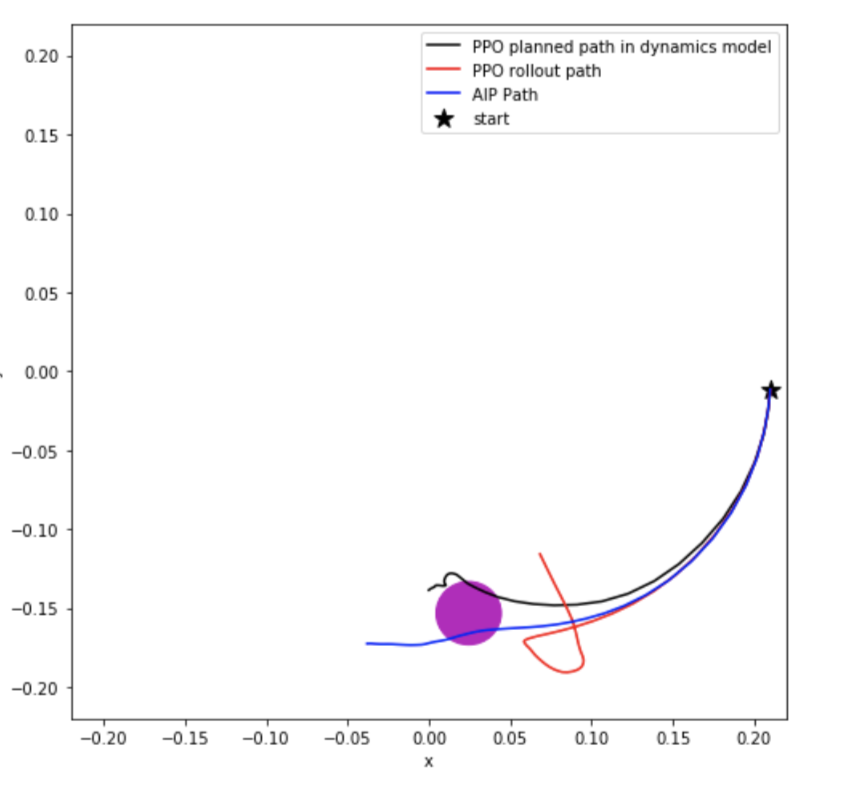 PPO planned path in dynamics model
PPO rollout path
AIP Path
start
0.20
0.15
0.10
0.05
0.00
−0.05
−0.10
−0.15
−0.20
−0.20 −0.15 −0.10 −0.05 0.00 0.05 0.10 0.15 0.20
x